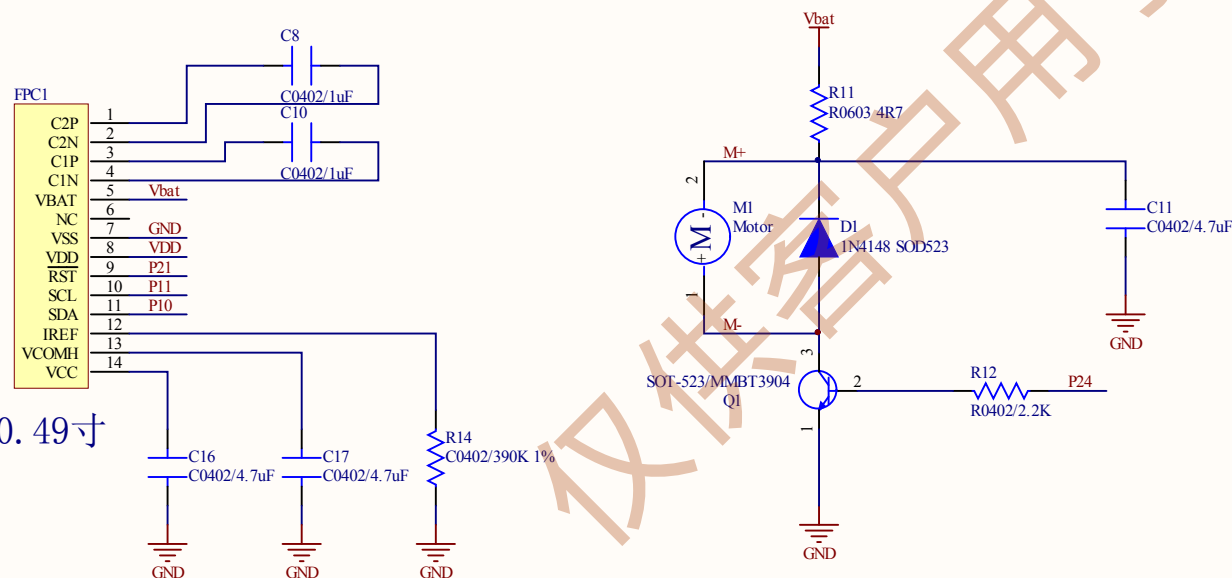 C8
C0402/1uF
C10
C0402/1uF
FPC1
C2P 1
C2N 2
C1P 3
C1N 4
VBAT 5 Vbat
NC 6
VSS 7 GND
VDD 8 VDD
RST 9 P21
SCL 10 P11
SDA 11 P10
IREF 12
VCOMH 13
VCC 14
0.49寸
C16
C0402/4.7uF
C17
C0402/4.7uF
R14
C0402/390K 1%
GND
GND
GND
Vbat
R11
R0603 4R7
M+
2
M1
Motor
- M +
1
M-
D1
1N4148 SOD523
C11
C0402/4.7uF
GND
3
SOT-523/MMBT3904
Q1
2
1
R12
R0402/2.2K
P24
GND
仅供客户用